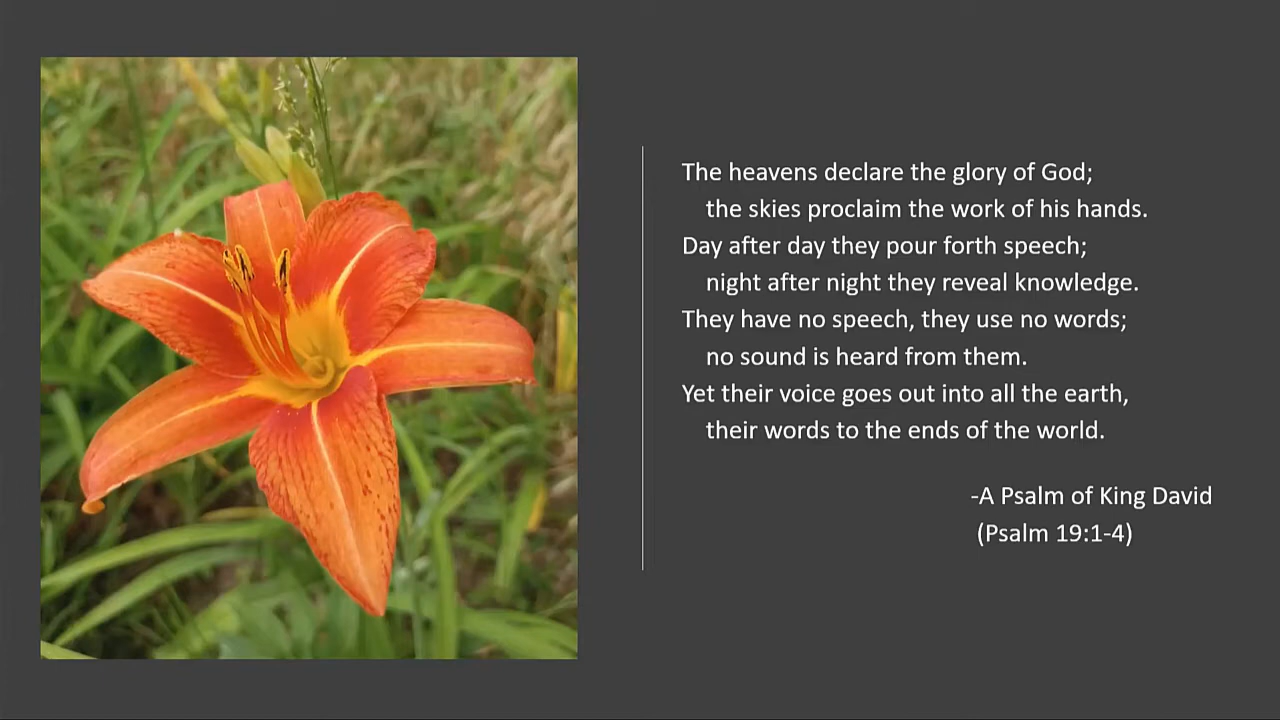 The heavens declare the glory of God;
the skies proclaim the work of his hands.
Day after day they pour forth speech;
night after night they reveal knowledge.
They have no speech, they use no words;
no sound is heard from them.
Yet their voice goes out into all the earth,
their words to the ends of the world.
-A Psalm of King David
(Psalm 19:1-4)